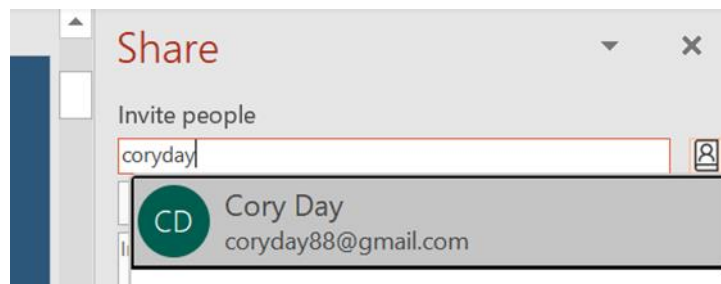 Share
Invite people
coryday
CD
Cory Day
coryday88@gmail.com